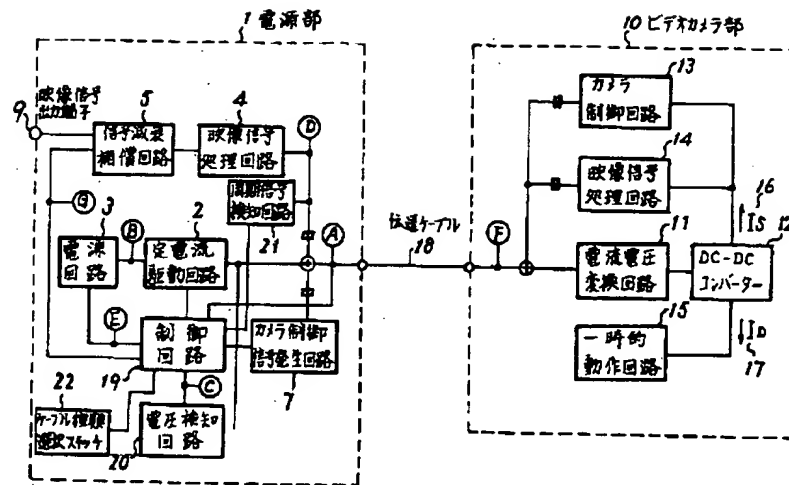 1 電源部
9
映像信号
出力端子
5
信号減衰
補償回路
4
映像信号
処理回路
D
同期信号
検知回路
21
G
3
電源
回路
B
2
定電流
駆動回路
A
E
制御
回路
19
カメラ制御
信号発生回路
7
C
22
ケーブル種類
選択スイッチ
電圧検知
回路
20
伝送ケーブル
18
10 ビデオカメラ部
13
カメラ
制御回路
14
映像信号
処理回路
16
IS
F
11
電流電圧
変換回路
12
DC-DC
コンバーター
15
一時的
動作回路
ID
17